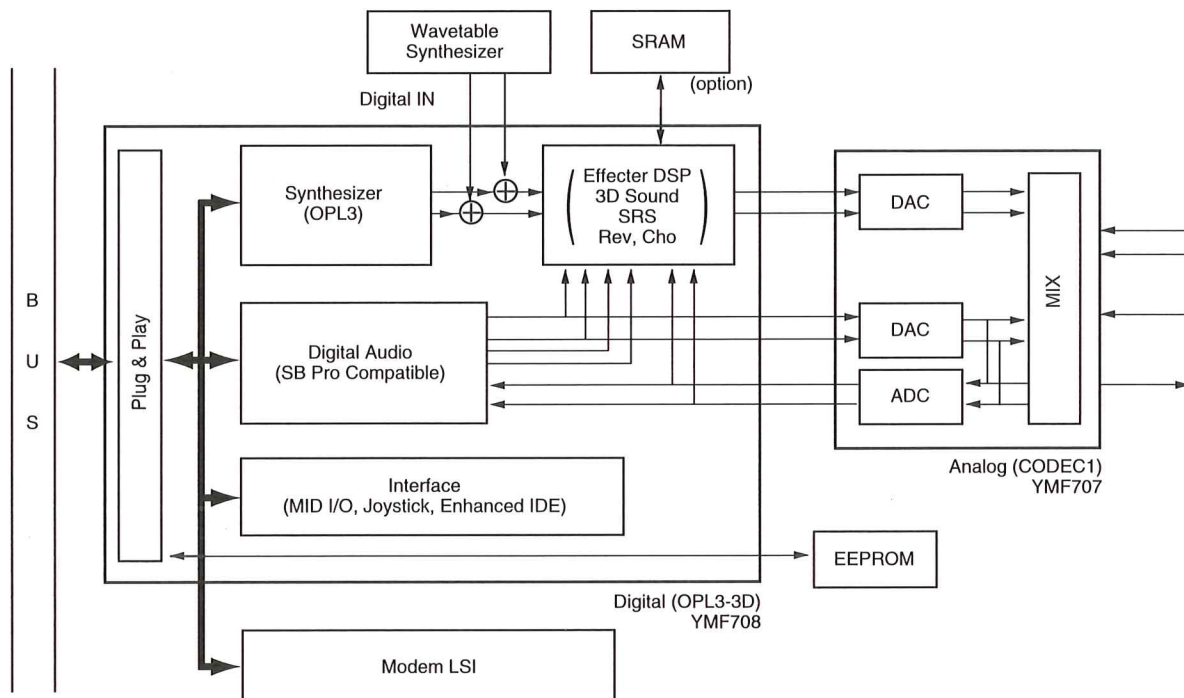 Wavetable
Synthesizer
SRAM
(option)
Digital IN
Synthesizer
(OPL3)
Effecter DSP
3D Sound
SRS
Rev, Cho
DAC
MIX
B
U
S
Plug & Play
Digital Audio
(SB Pro Compatible)
DAC
ADC
Analog (CODEC1)
YMF707
Interface
(MID I/O, Joystick, Enhanced IDE)
EEPROM
Digital (OPL3-3D)
YMF708
Modem LSI